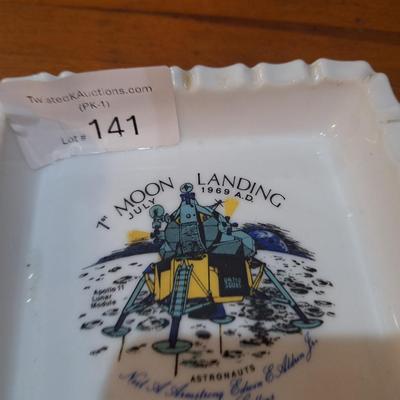 TwistedKAuctions.com
(PK-1)
Lot # 141
1st MOON LANDING
JULY 1969 A.D.
Apollo 11
Lunar
Module
UNITED
ASTRONAUTS
Neil A. Armstrong Edwin E. Aldrin Jr.
Collins